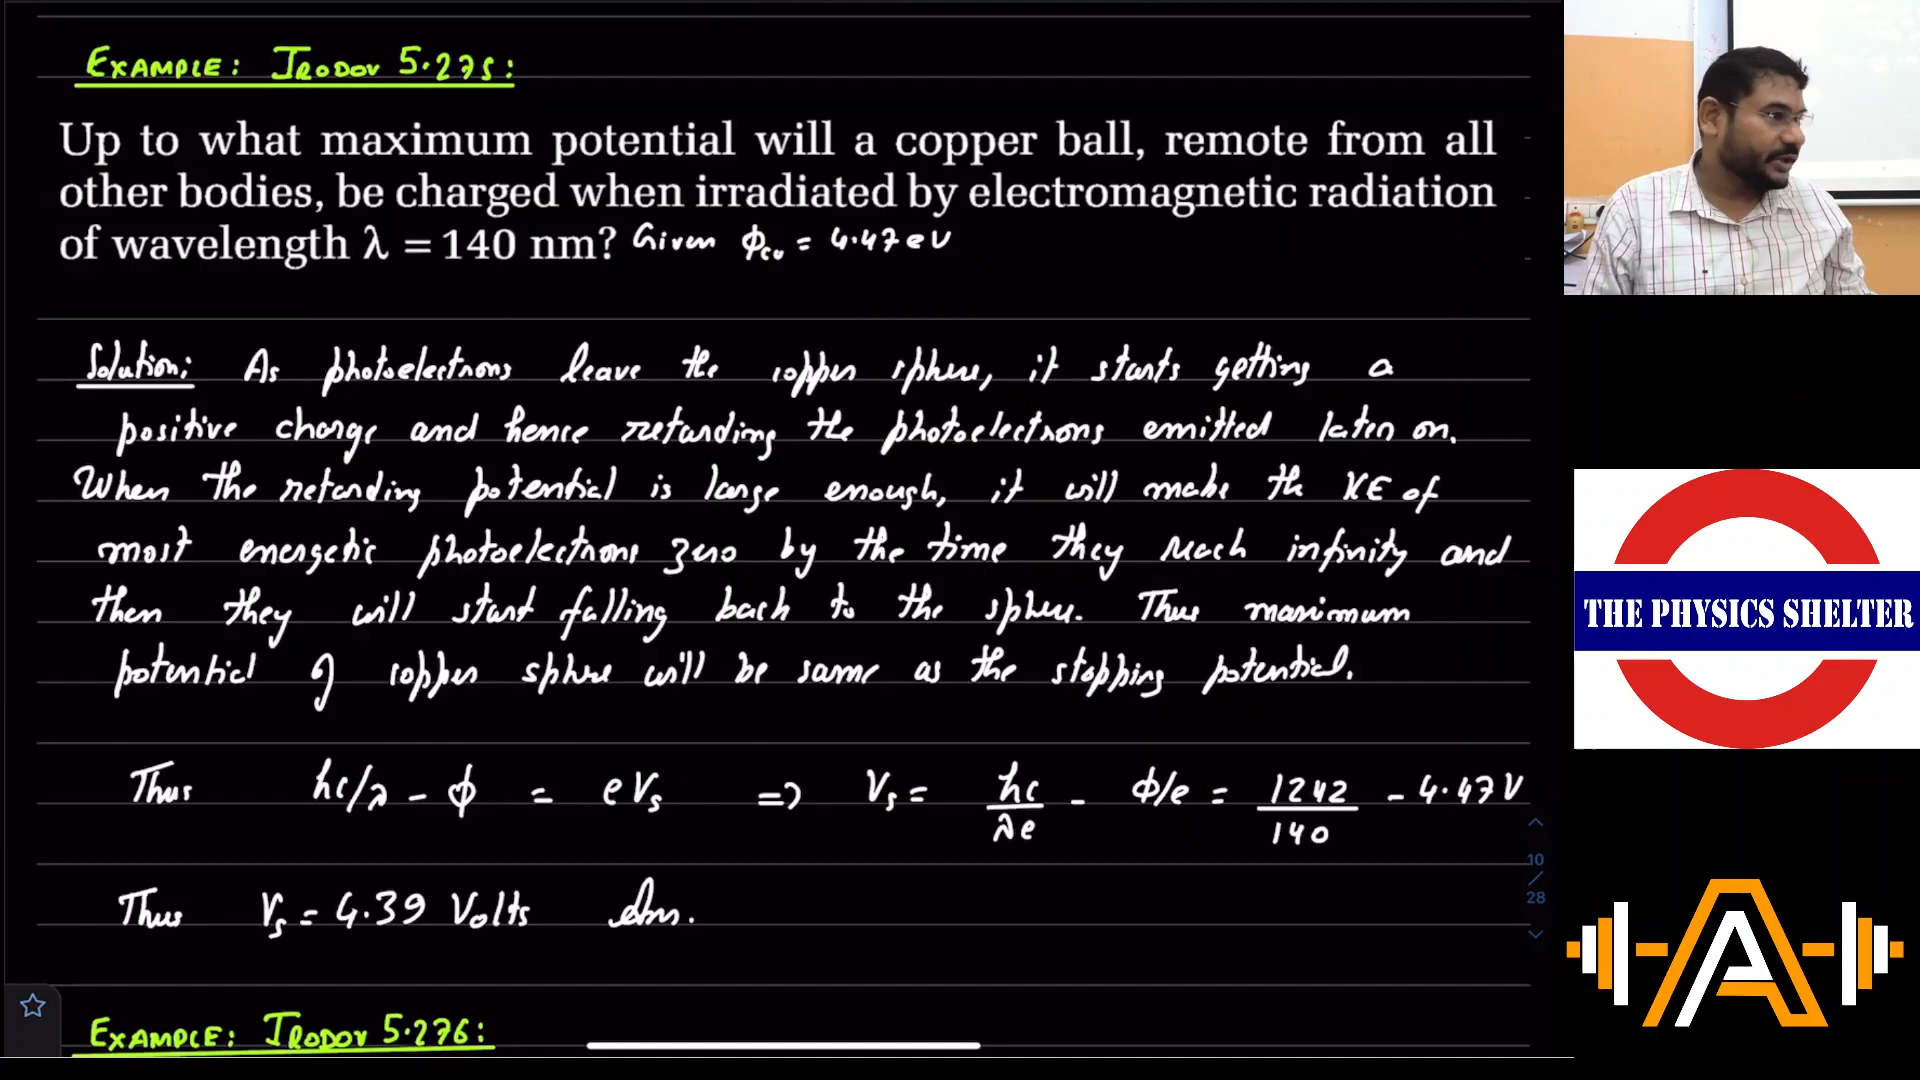 EXAMPLE: IRODOV 5.275:
Up to what maximum potential will a copper ball, remote from all
other bodies, be charged when irradiated by electromagnetic radiation
of wavelength λ = 140 nm? Given ϕcu = 4.47 eV
Solution: As photoelectrons leave the copper sphere, it starts getting a
positive charge and hence retarding the photoelectrons emitted later on.
When the retarding potential is large enough, it will make the KE of
most energetic photoelectrons zero by the time they reach infinity and
then they will start falling back to the sphere. Thus maximum
potential of copper sphere will be same as the stopping potential.
Thus hc/λ - ϕ = eVs => Vs = hc/λe - ϕ/e = 1242/140 - 4.47 V
Thus Vs = 4.39 Volts Ans.
EXAMPLE: IRODOV 5.276:
10
/
28
THE PHYSICS SHELTER